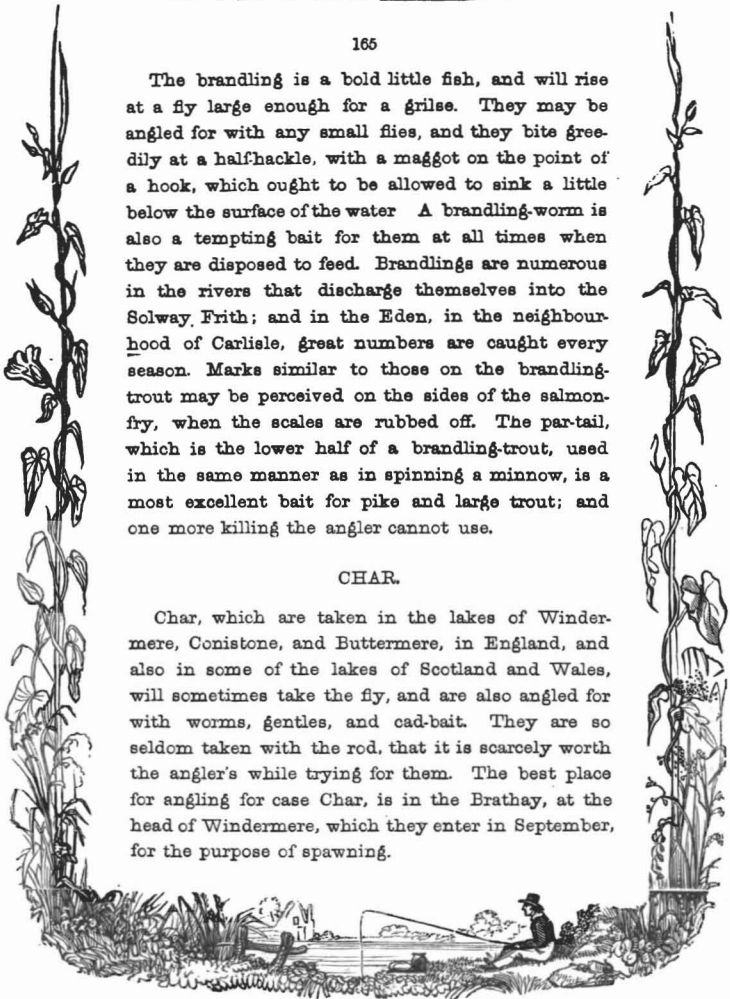 165
The brandling is a bold little fish, and will rise
at a fly large enough for a grilse. They may be
angled for with any small flies, and they bite gree-
dily at a half-hackle, with a maggot on the point of
a hook, which ought to be allowed to sink a little
below the surface of the water A brandling-worm is
also a tempting bait for them at all times when
they are disposed to feed. Brandlings are numerous
in the rivers that discharge themselves into the
Solway Frith; and in the Eden, in the neighbour-
hood of Carlisle, great numbers are caught every
season. Marks similar to those on the brandling-
trout may be perceived on the sides of the salmon-
fry, when the scales are rubbed off. The par-tail,
which is the lower half of a brandling-trout, used
in the same manner as in spinning a minnow, is a
most excellent bait for pike and large trout; and
one more killing the angler cannot use.
CHAR.
Char, which are taken in the lakes of Winder-
mere, Conistone, and Buttermere, in England, and
also in some of the lakes of Scotland and Wales,
will sometimes take the fly, and are also angled for
with worms, gentles, and cad-bait. They are so
seldom taken with the rod, that it is scarcely worth
the angler's while trying for them. The best place
for angling for case Char, is in the Brathay, at the
head of Windermere, which they enter in September,
for the purpose of spawning.